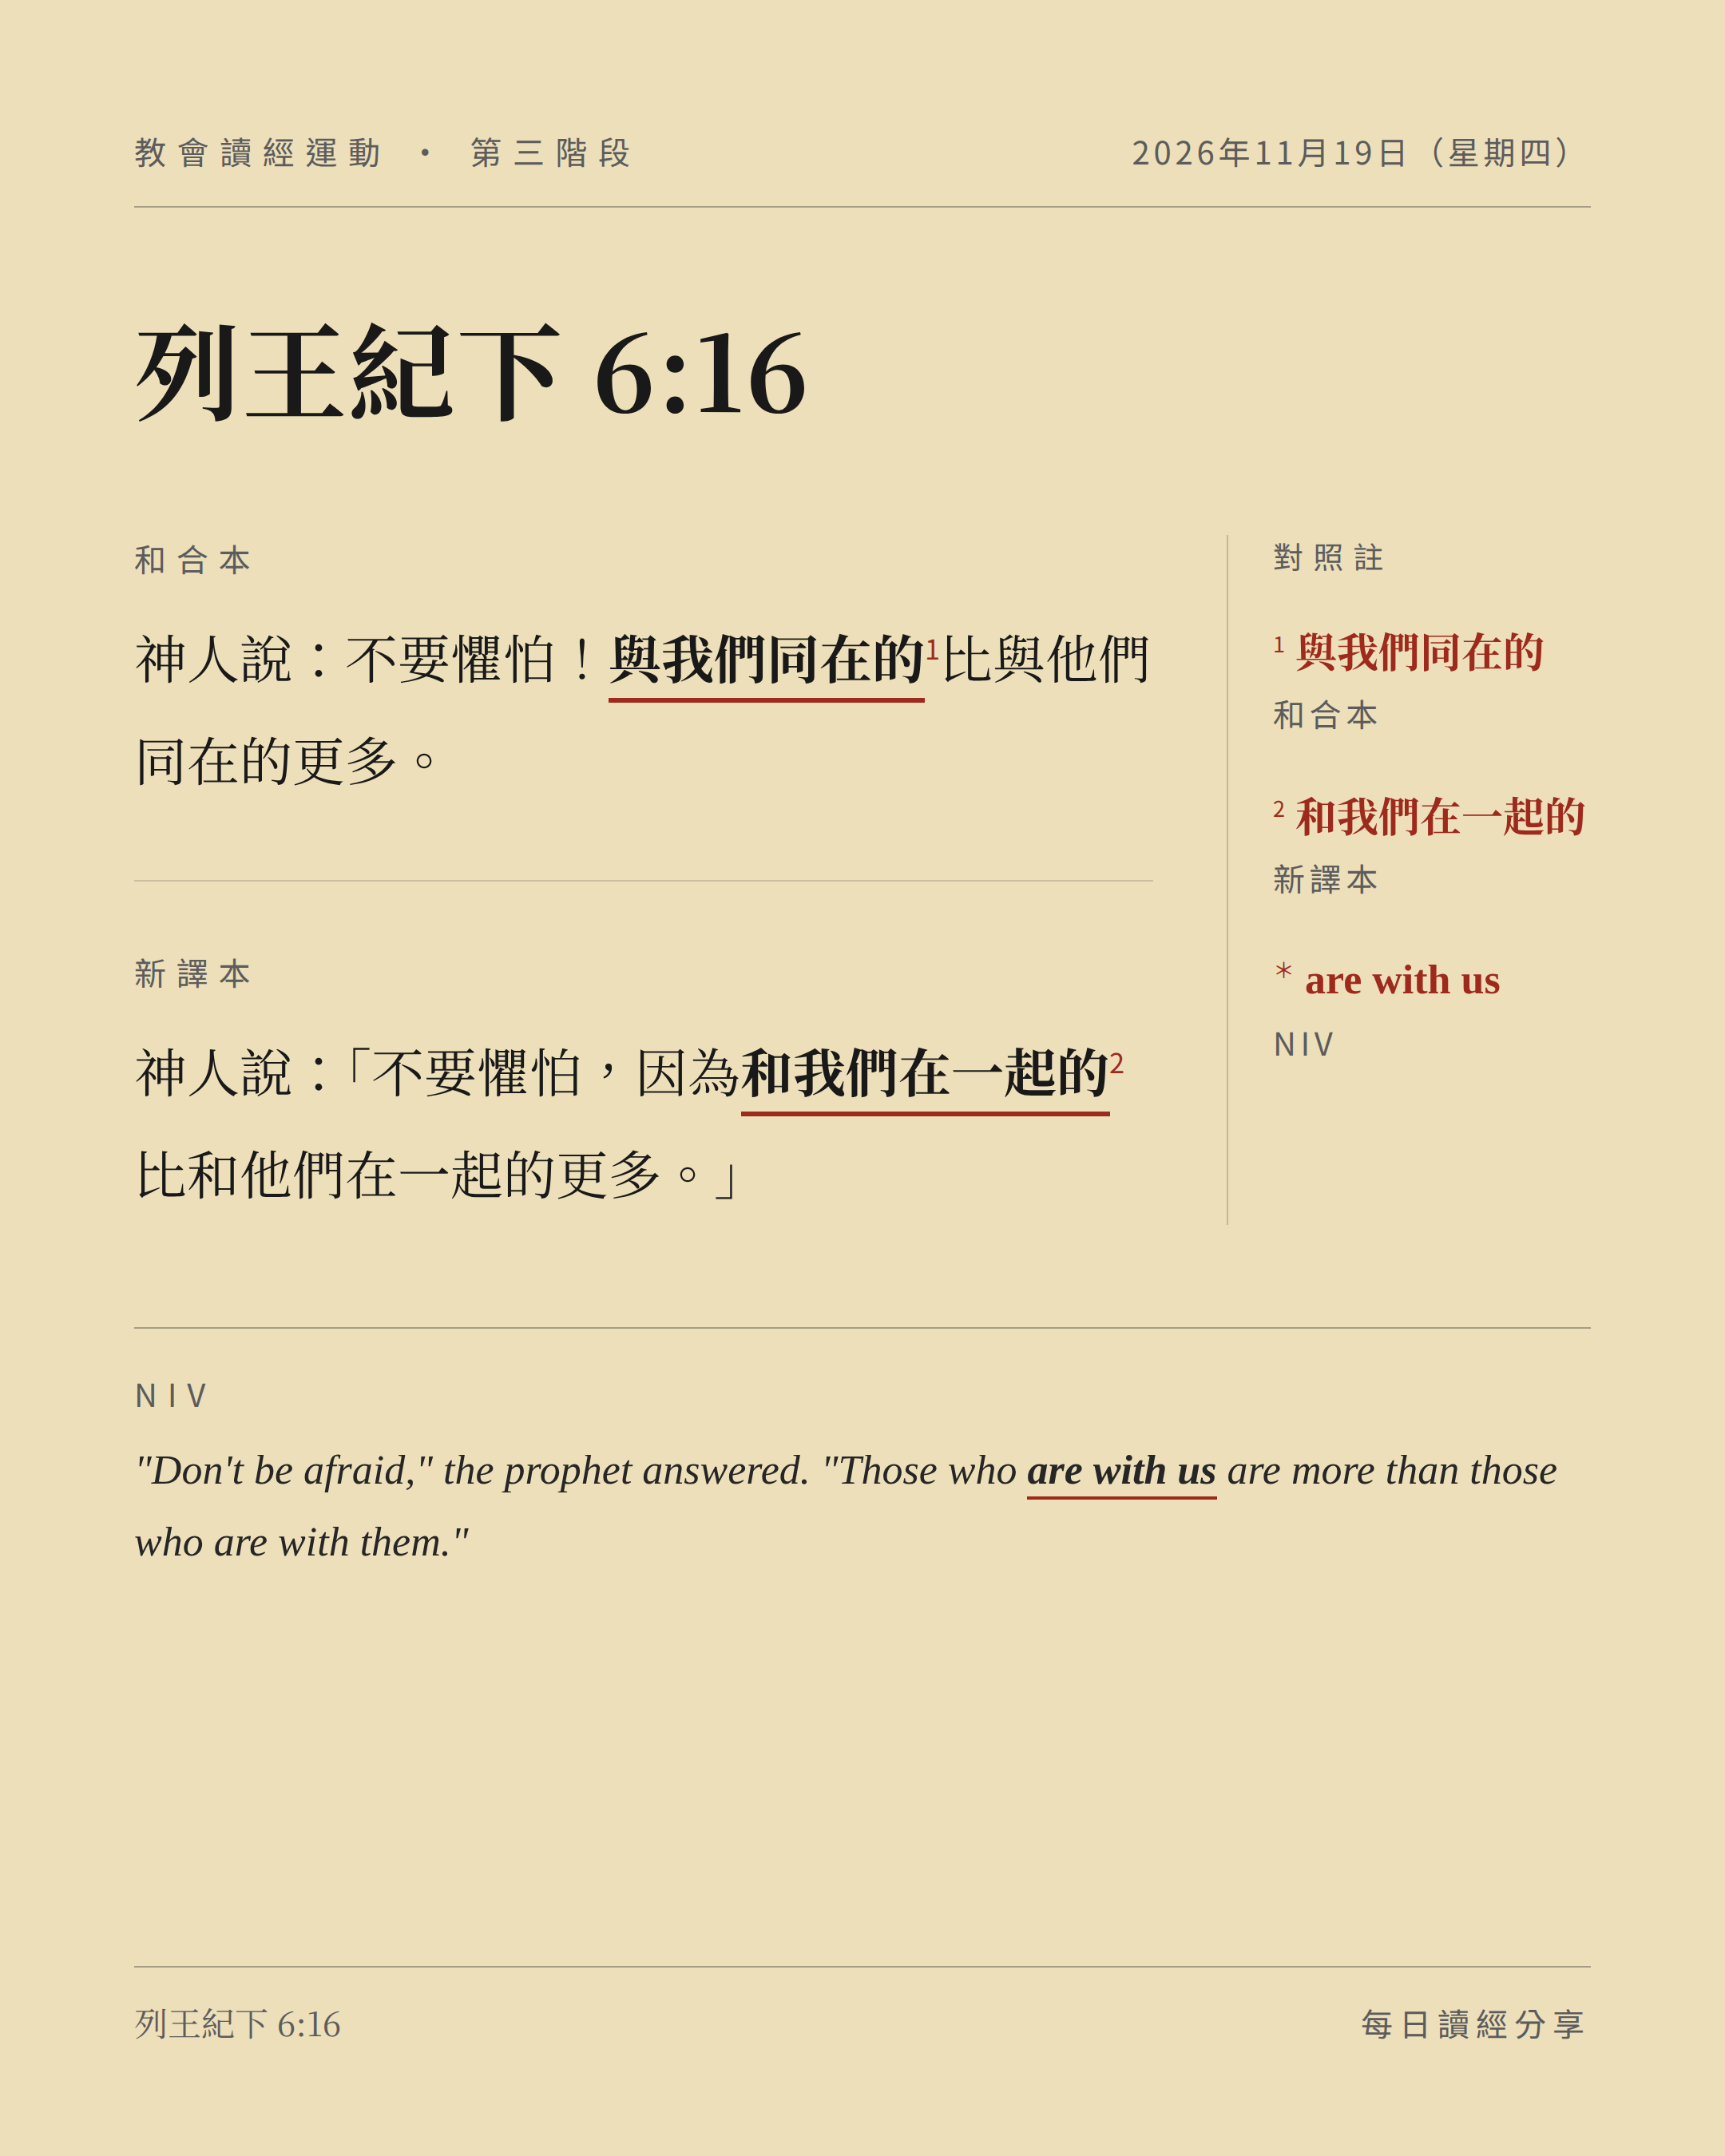 教會讀經運動 · 第三階段
2026年11月19日（星期四）
列王紀下 6:16
和合本
神人說：不要懼怕！與我們同在的1比與他們
同在的更多。
新譯本
神人說：「不要懼怕，因為和我們在一起的2
比和他們在一起的更多。」
對照註
1 與我們同在的
和合本
2 和我們在一起的
新譯本
* are with us
NIV
NIV
"Don't be afraid," the prophet answered. "Those who are with us are more than those
who are with them."
列王紀下 6:16
每日讀經分享